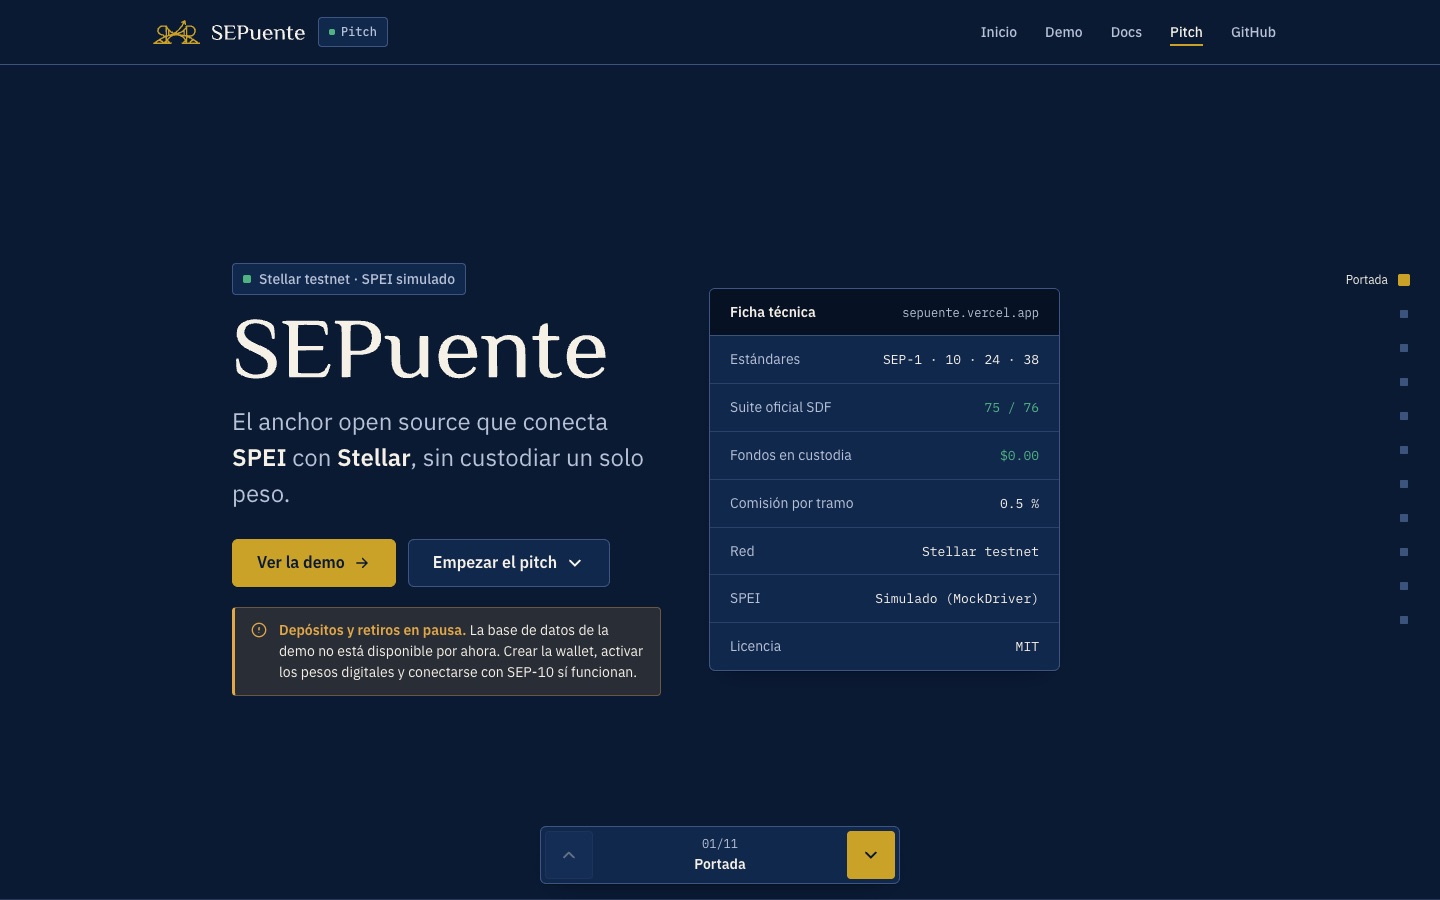 SEPuente
Pitch
Inicio
Demo
Docs
Pitch
GitHub
Stellar testnet · SPEI simulado
SEPuente
El anchor open source que conecta
SPEI con Stellar, sin custodiar un solo
peso.
Ver la demo →
Empezar el pitch
Depósitos y retiros en pausa. La base de datos de la
demo no está disponible por ahora. Crear la wallet, activar
los pesos digitales y conectarse con SEP-10 sí funcionan.
Ficha técnica sepuente.vercel.app
Estándares SEP-1 · 10 · 24 · 38
Suite oficial SDF 75 / 76
Fondos en custodia $0.00
Comisión por tramo 0.5 %
Red Stellar testnet
SPEI Simulado (MockDriver)
Licencia MIT
Portada
01/11
Portada